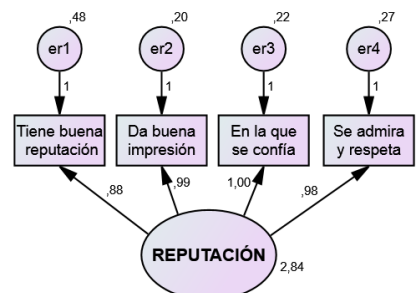 ,48 ,20 ,22 ,27
er1 er2 er3 er4
1 1 1 1
Tiene buena
reputación
Da buena
impresión
En la que
se confía
Se admira
y respeta
,88 ,99 1,00 ,98
REPUTACIÓN
2,84